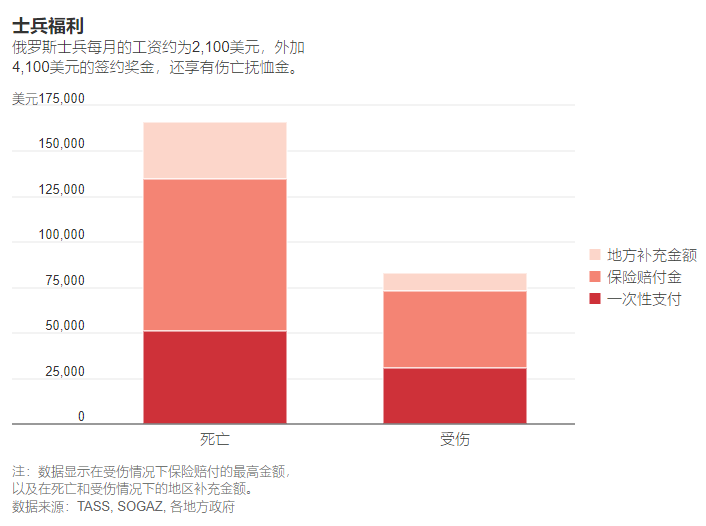 士兵福利
俄罗斯士兵每月的工资约为2,100美元，外加
4,100美元的签约奖金，还享有伤亡抚恤金。
美元175,000
150,000
125,000
100,000
75,000
50,000
25,000
0
死亡
受伤
地方补充金额
保险赔付金
一次性支付
注：数据显示在受伤情况下保险赔付的最高金额，
以及在死亡和受伤情况下的地区补充金额。
数据来源：TASS, SOGAZ, 各地方政府